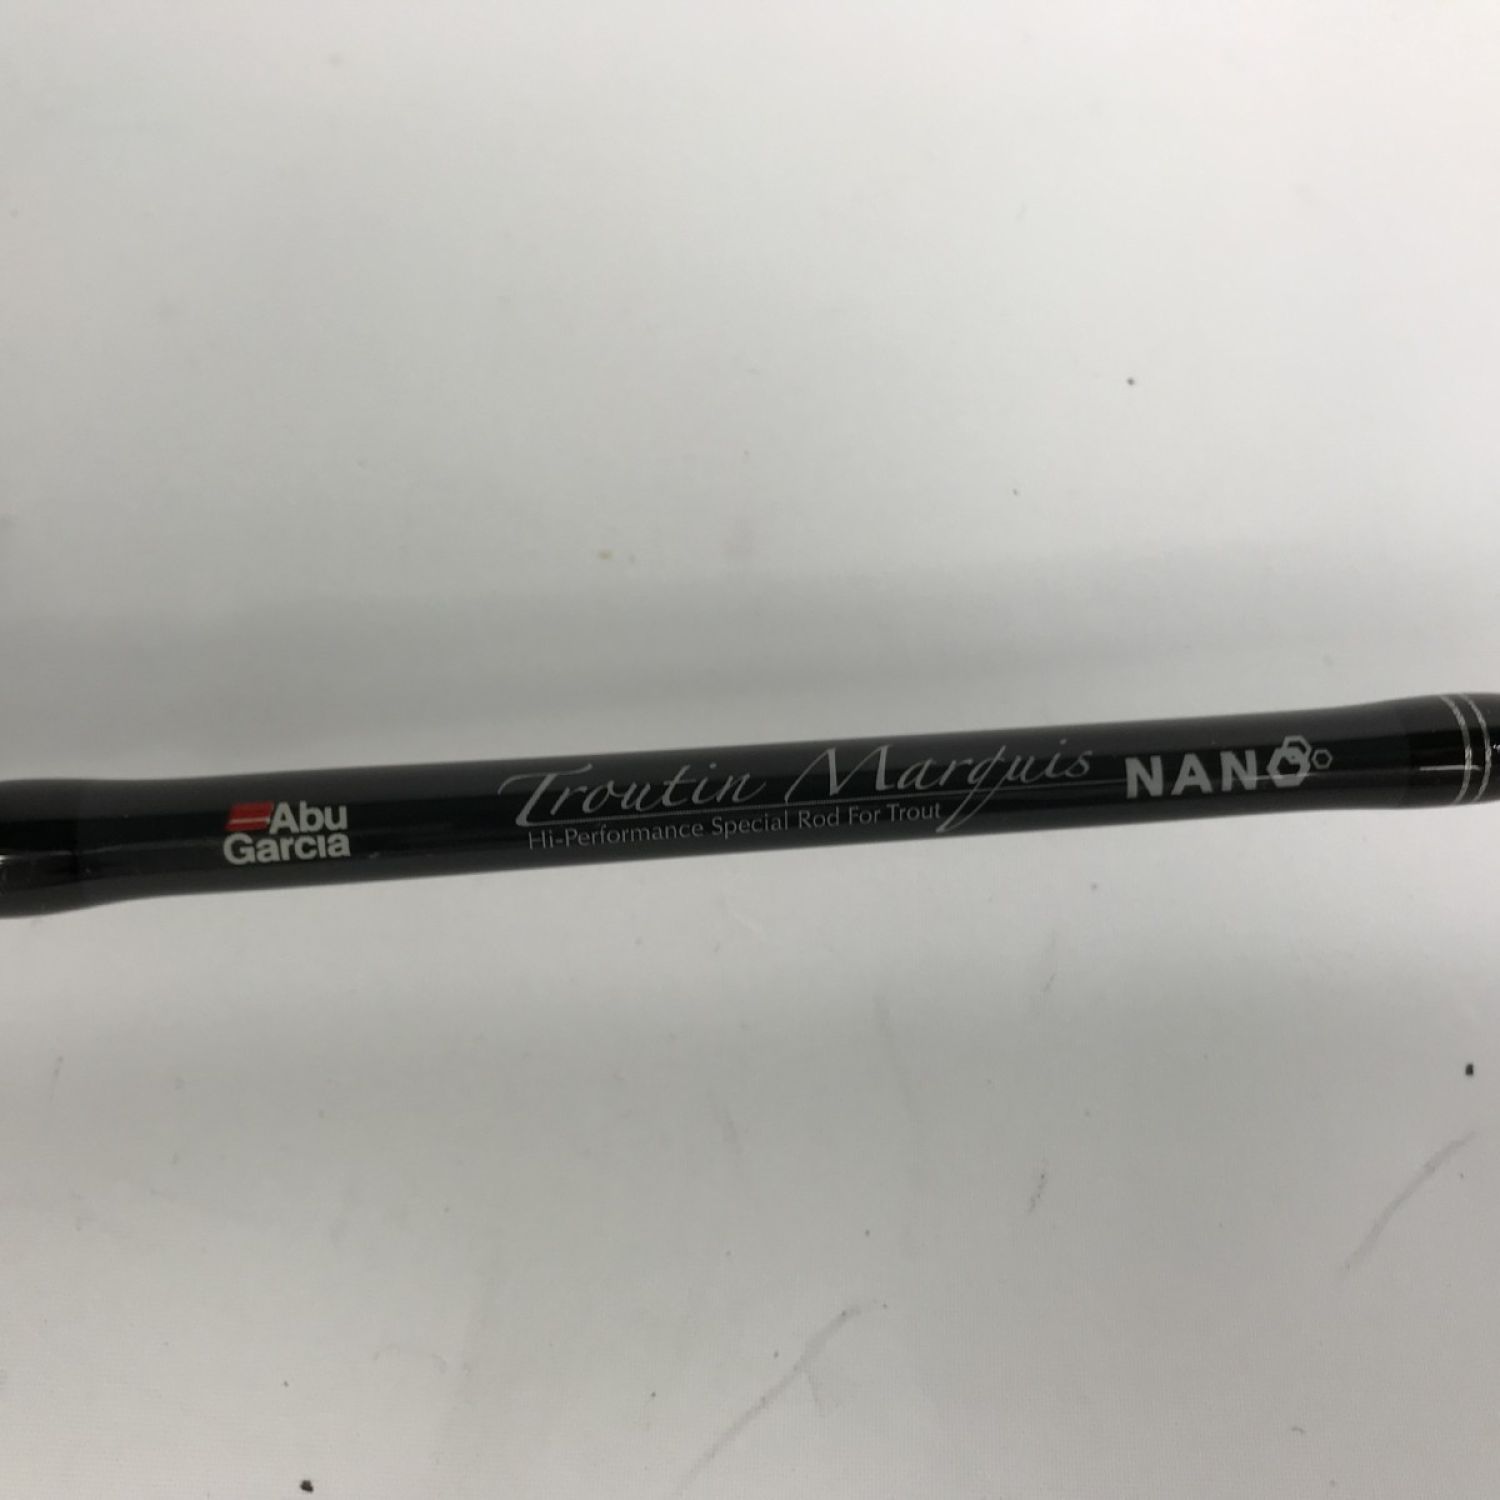 Abu
Garcia
Troutin Marquis NANO
Hi-Performance Special Rod For Trout